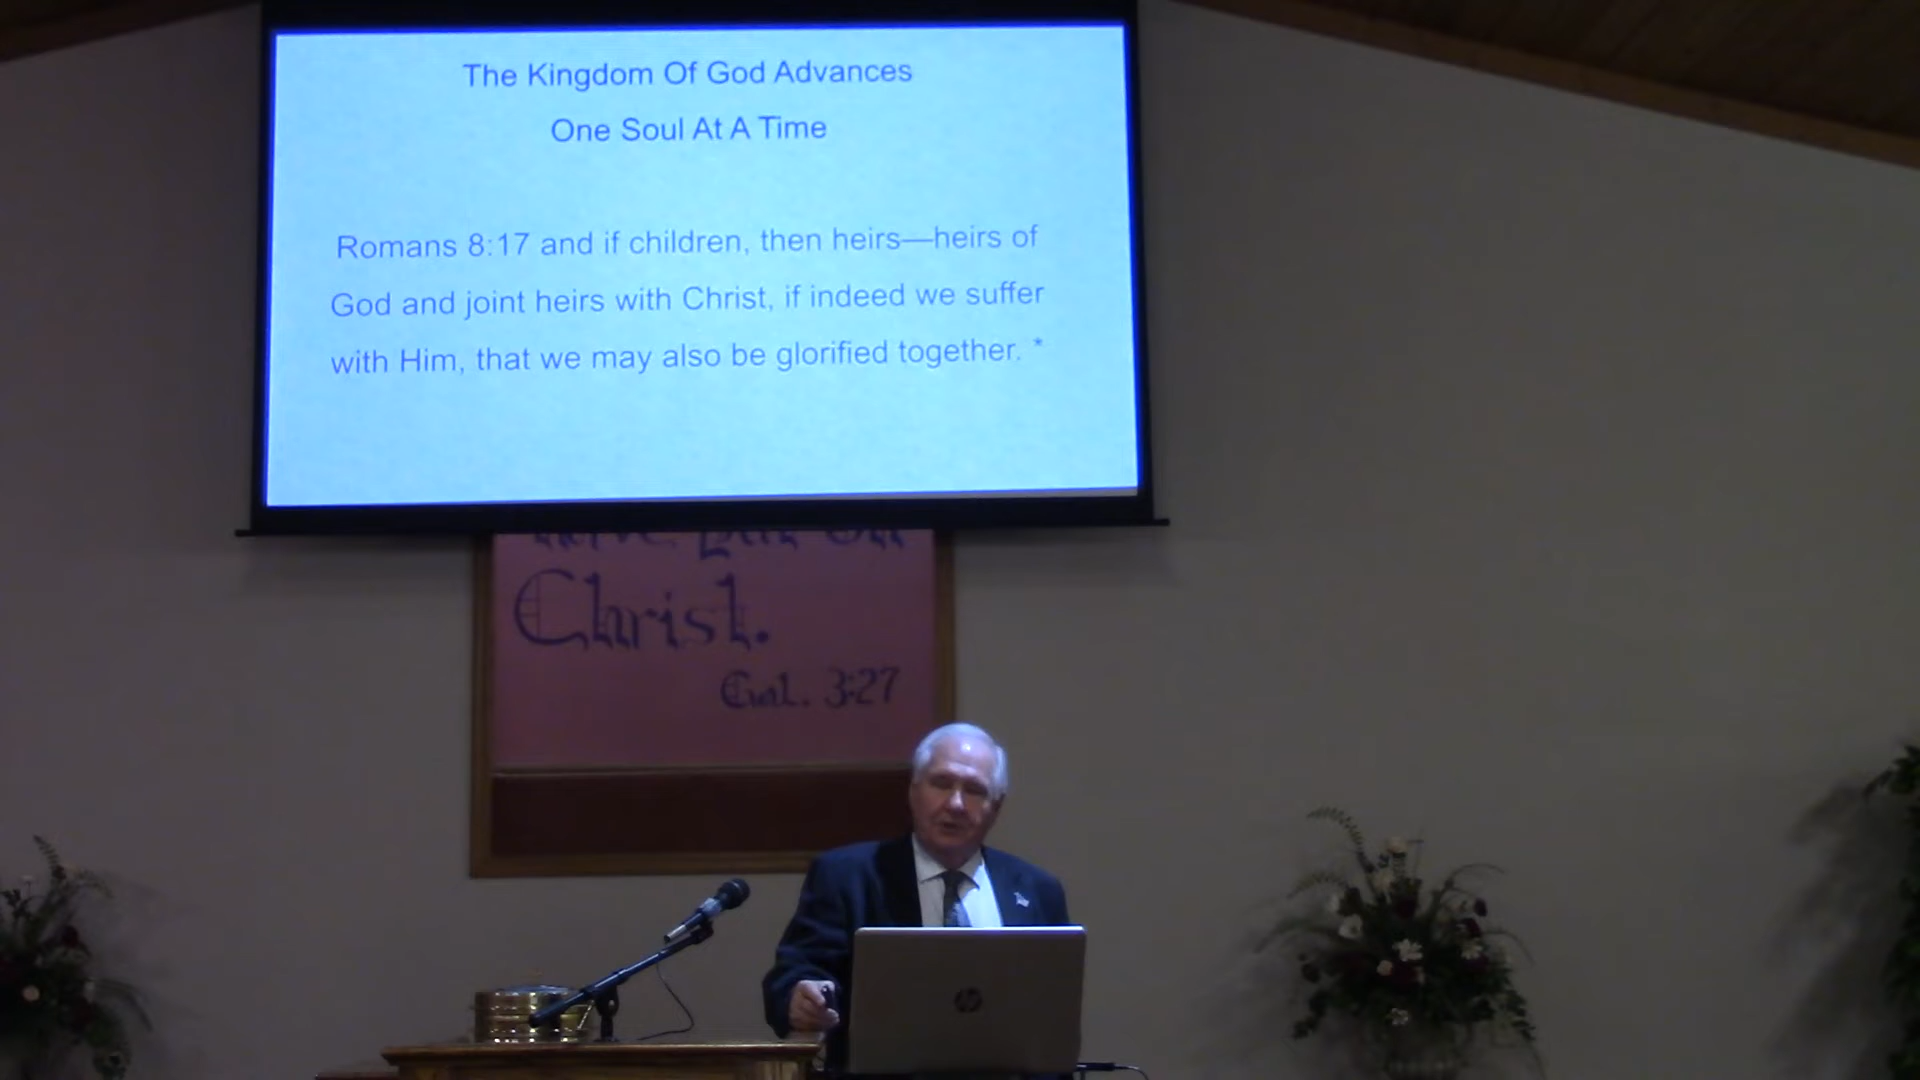 The Kingdom Of God Advances
One Soul At A Time
Romans 8:17 and if children, then heirs—heirs of
God and joint heirs with Christ, if indeed we suffer
with Him, that we may also be glorified together. *
Christ.
Gal. 3:27
hp